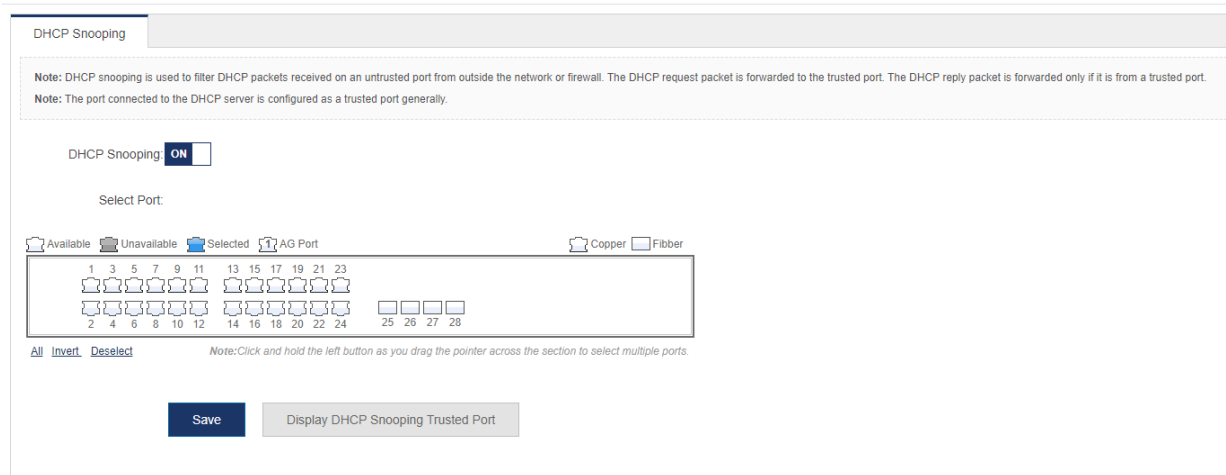 DHCP Snooping
Note: DHCP snooping is used to filter DHCP packets received on an untrusted port from outside the network or firewall. The DHCP request packet is forwarded to the trusted port. The DHCP reply packet is forwarded only if it is from a trusted port.
Note: The port connected to the DHCP server is configured as a trusted port generally.
DHCP Snooping: ON
Select Port:
Available Unavailable Selected 1 AG Port Copper Fibber
1 3 5 7 9 11 13 15 17 19 21 23
2 4 6 8 10 12 14 16 18 20 22 24 25 26 27 28
All Invert Deselect Note:Click and hold the left button as you drag the pointer across the section to select multiple ports.
Save Display DHCP Snooping Trusted Port